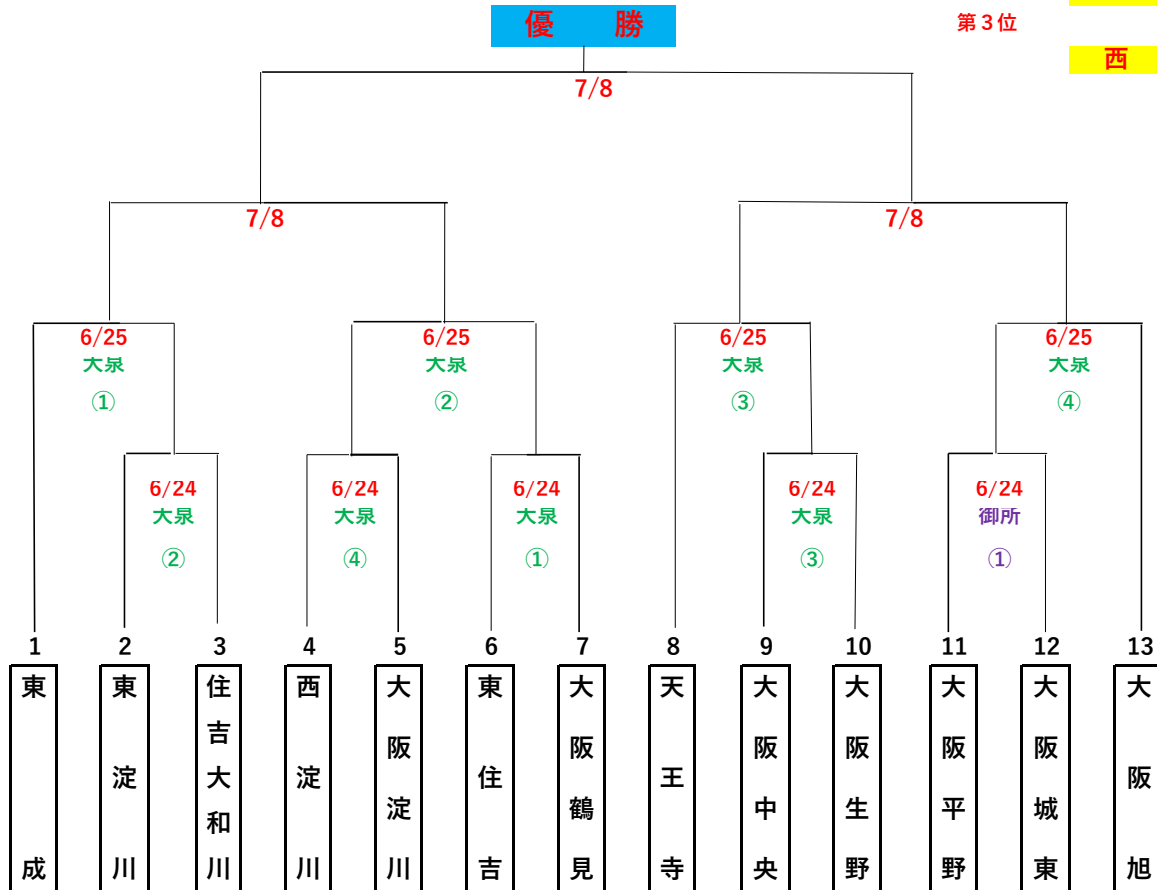 優 勝
第3位
西
7/8
7/8
7/8
6/25
大泉
①
6/25
大泉
②
6/25
大泉
③
6/25
大泉
④
6/24
大泉
②
6/24
大泉
④
6/24
大泉
①
6/24
大泉
③
6/24
御所
①
1
2
3
4
5
6
7
8
9
10
11
12
13
東成
東淀川
住吉大和川
西淀川
大阪淀川
東住吉
大阪鶴見
天王寺
大阪中央
大阪生野
大阪平野
大阪城東
大阪旭